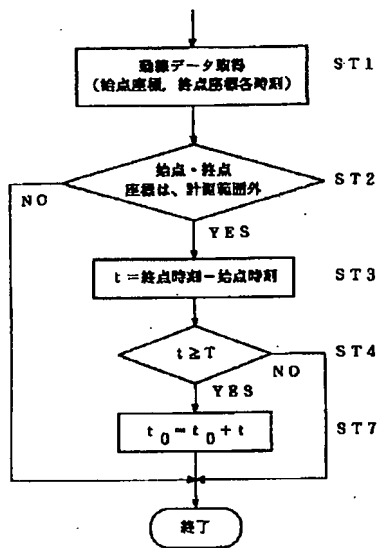 動線データ取得
(始点座標,終点座標各時刻)
ST1
始点・終点
座標は、計測範囲外
ST2
NO
YES
t=終点時刻-始点時刻
ST3
t≥T
ST4
NO
YES
t0=t0+t
ST7
終了